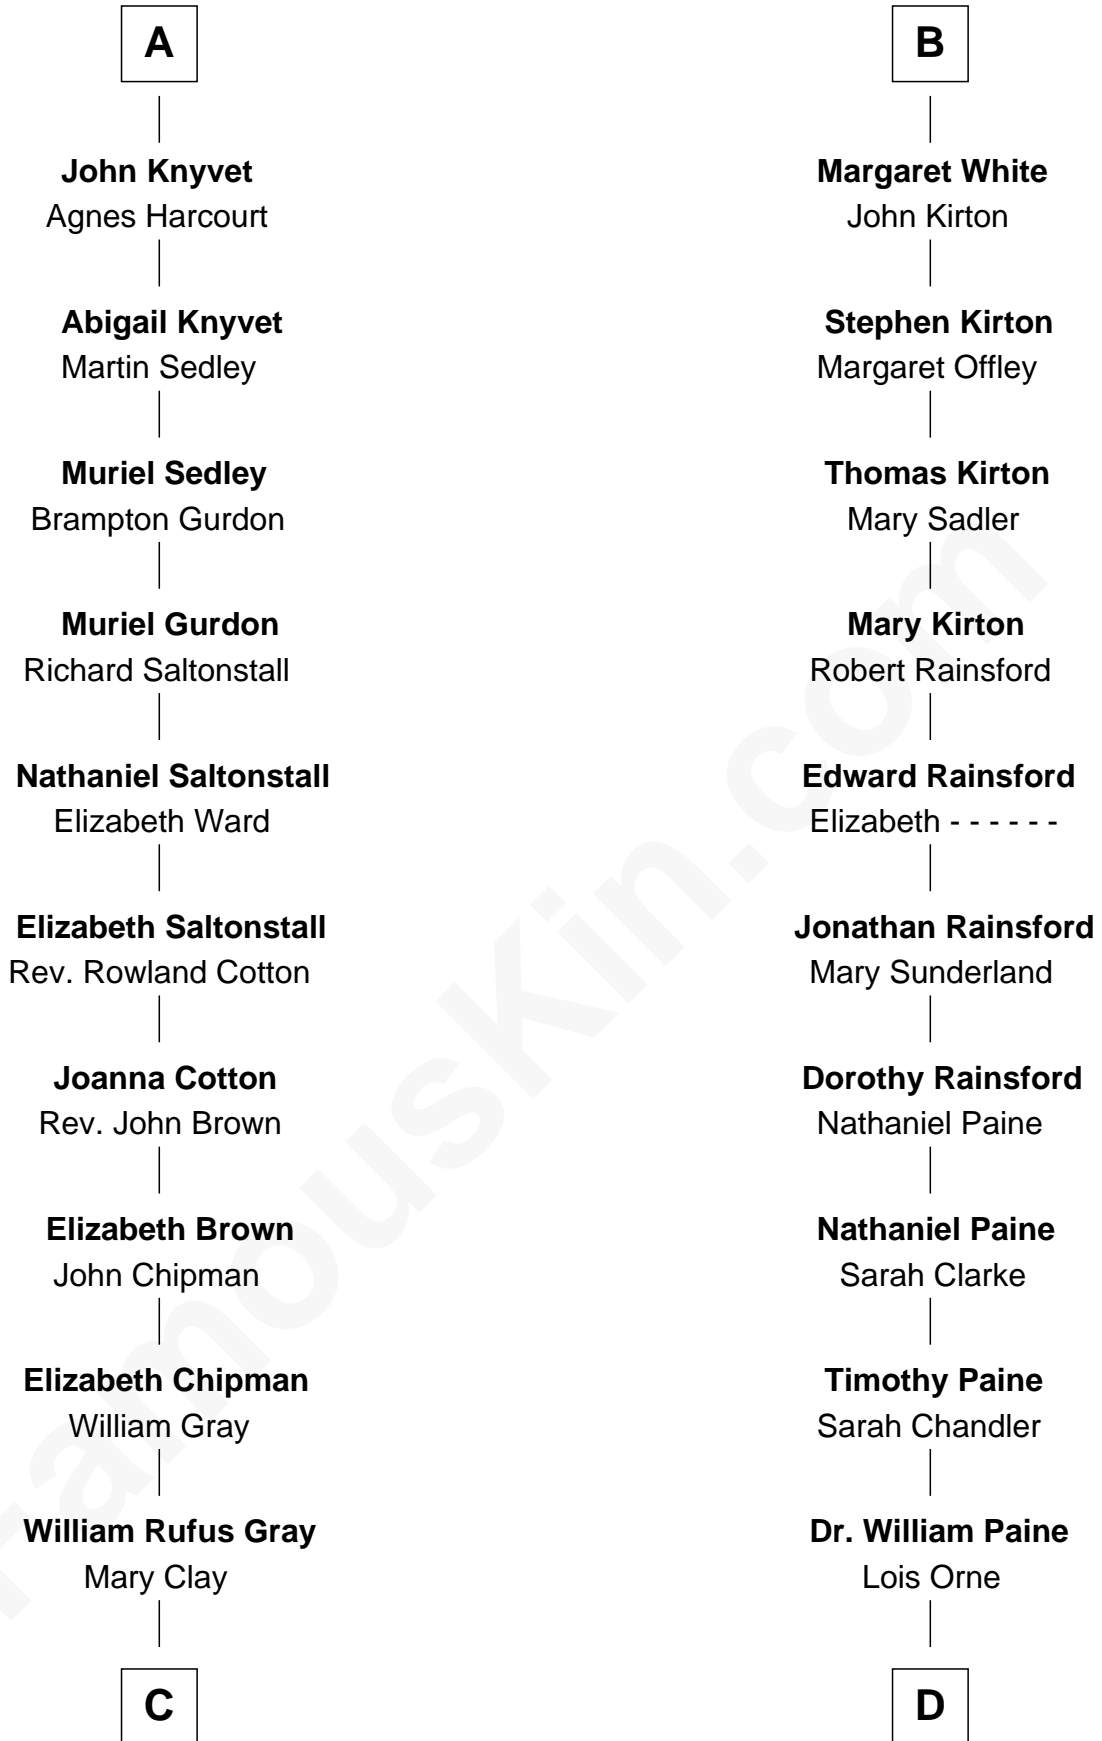 A
John Knyvet
Agnes Harcourt
Abigail Knyvet
Martin Sedley
Muriel Sedley
Brampton Gurdon
Muriel Gurdon
Richard Saltonstall
Nathaniel Saltonstall
Elizabeth Ward
Elizabeth Saltonstall
Rev. Rowland Cotton
Joanna Cotton
Rev. John Brown
Elizabeth Brown
John Chipman
Elizabeth Chipman
William Gray
William Rufus Gray
Mary Clay
C
B
Margaret White
John Kirton
Stephen Kirton
Margaret Offley
Thomas Kirton
Mary Sadler
Mary Kirton
Robert Rainsford
Edward Rainsford
Elizabeth - - - - - -
Jonathan Rainsford
Mary Sunderland
Dorothy Rainsford
Nathaniel Paine
Nathaniel Paine
Sarah Clarke
Timothy Paine
Sarah Chandler
Dr. William Paine
Lois Orne
D
FamousKin.com